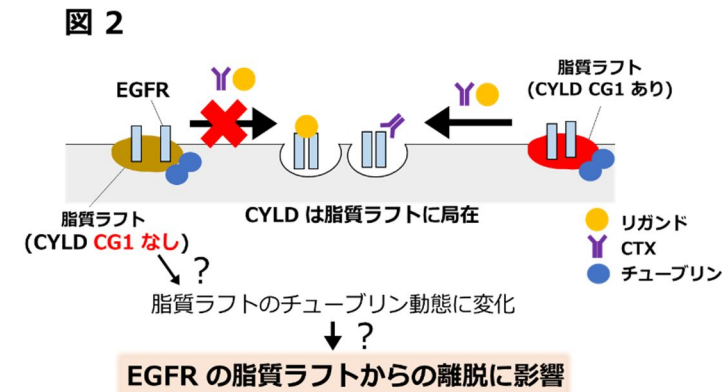 図 2
EGFR
脂質ラフト
(CYLD CG1 あり)
脂質ラフト
(CYLD CG1 なし)
CYLD は脂質ラフトに局在
リガンド
CTX
チューブリン
?
脂質ラフトのチューブリン動態に変化
?
EGFR の脂質ラフトからの離脱に影響